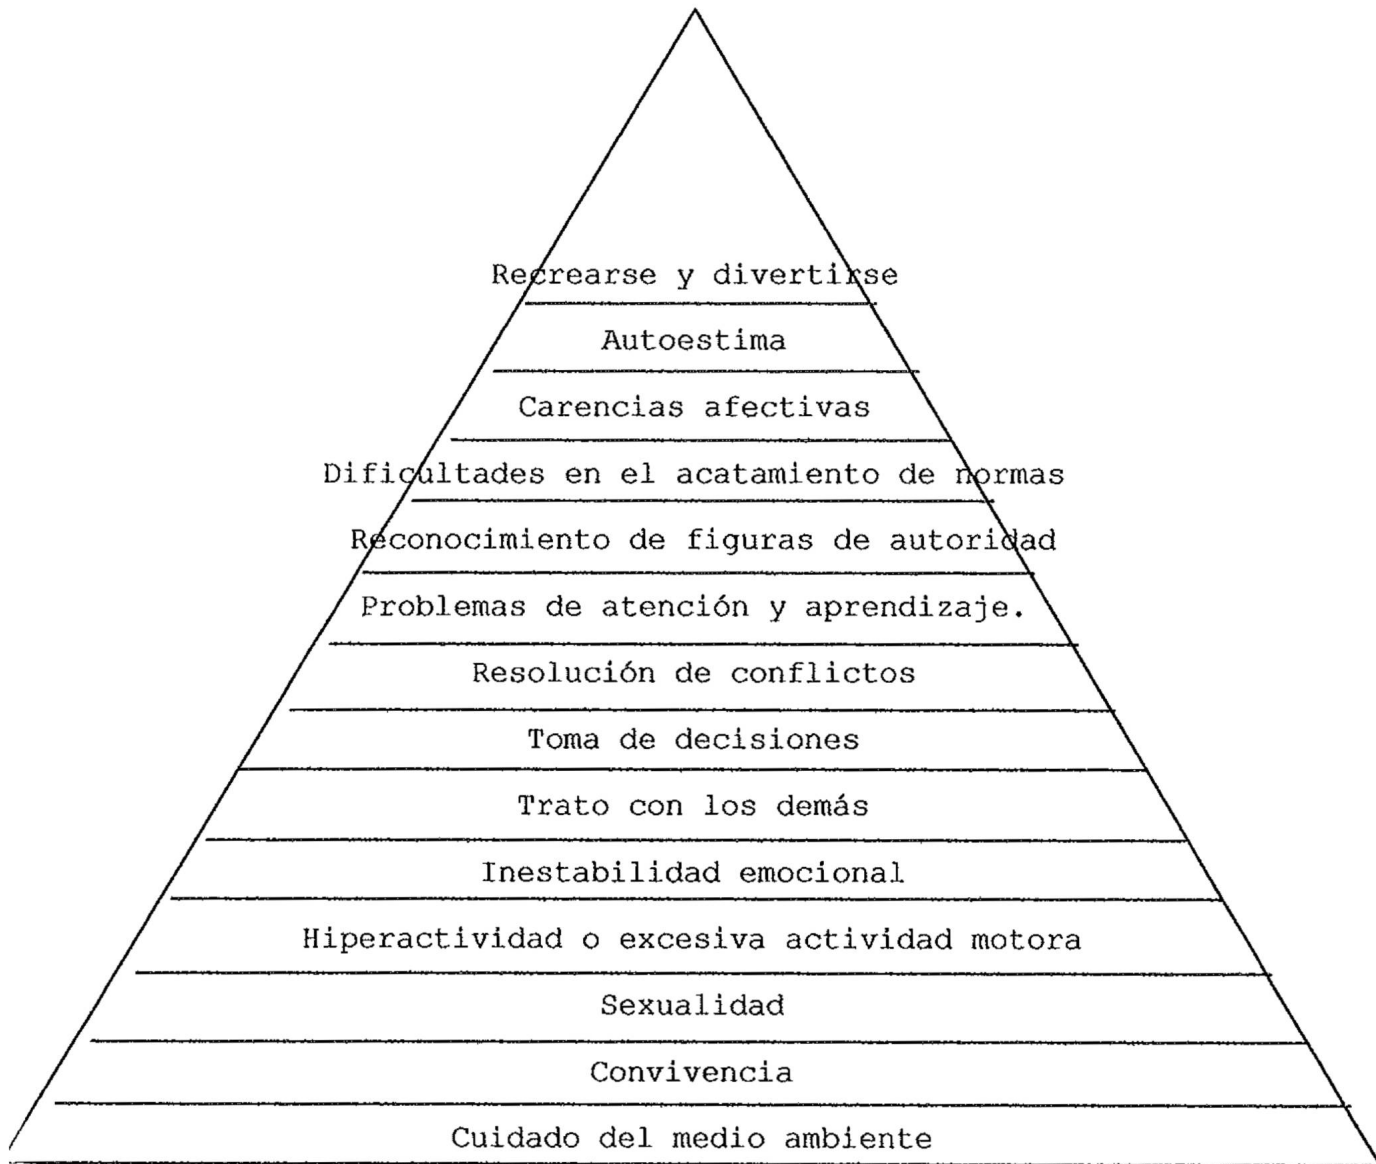 Recrearse y divertirse
Autoestima
Carencias afectivas
Dificultades en el acatamiento de normas
Reconocimiento de figuras de autoridad
Problemas de atención y aprendizaje.
Resolución de conflictos
Toma de decisiones
Trato con los demás
Inestabilidad emocional
Hiperactividad o excesiva actividad motora
Sexualidad
Convivencia
Cuidado del medio ambiente